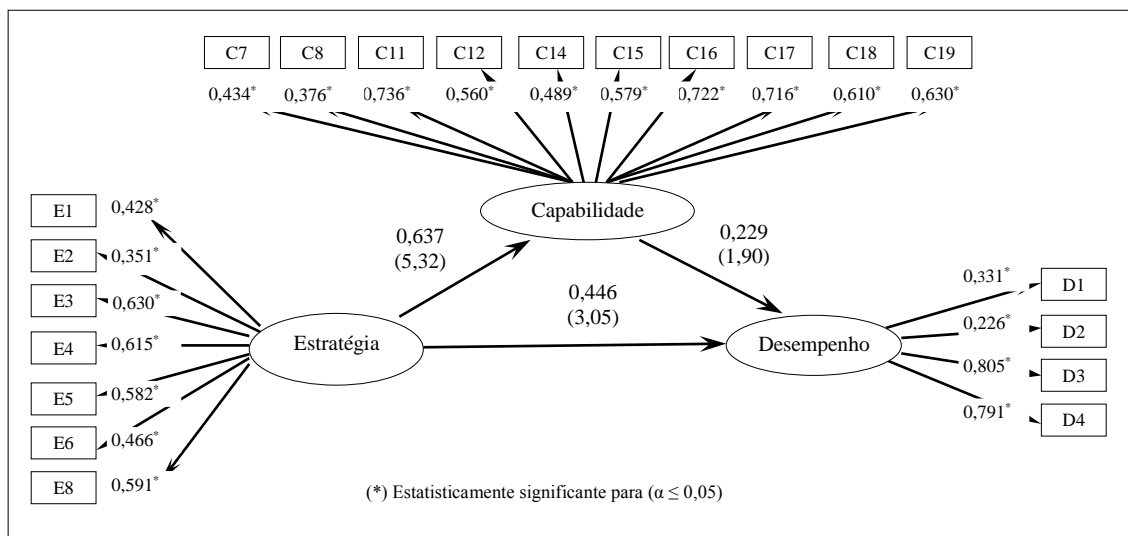 C7 C8 C11 C12 C14 C15 C16 C17 C18 C19
0,434* 0,376* 0,736* 0,560* 0,489* 0,579* 0,722* 0,716* 0,610* 0,630*
Capabilidade
0,637
(5,32)
0,229
(1,90)
0,446
(3,05)
E1 0,428*
E2 0,351*
E3 0,630*
E4 0,615*
E5 0,582*
E6 0,466*
E8 0,591*
Estratégia
Desempenho
0,331* D1
0,226* D2
0,805* D3
0,791* D4
(*) Estatisticamente significante para (α ≤ 0,05)